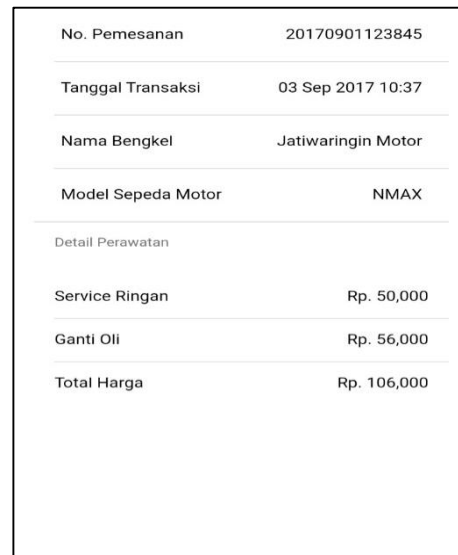 No. Pemesanan 20170901123845
Tanggal Transaksi 03 Sep 2017 10:37
Nama Bengkel Jatiwaringin Motor
Model Sepeda Motor NMAX
Detail Perawatan
Service Ringan Rp. 50,000
Ganti Oli Rp. 56,000
Total Harga Rp. 106,000